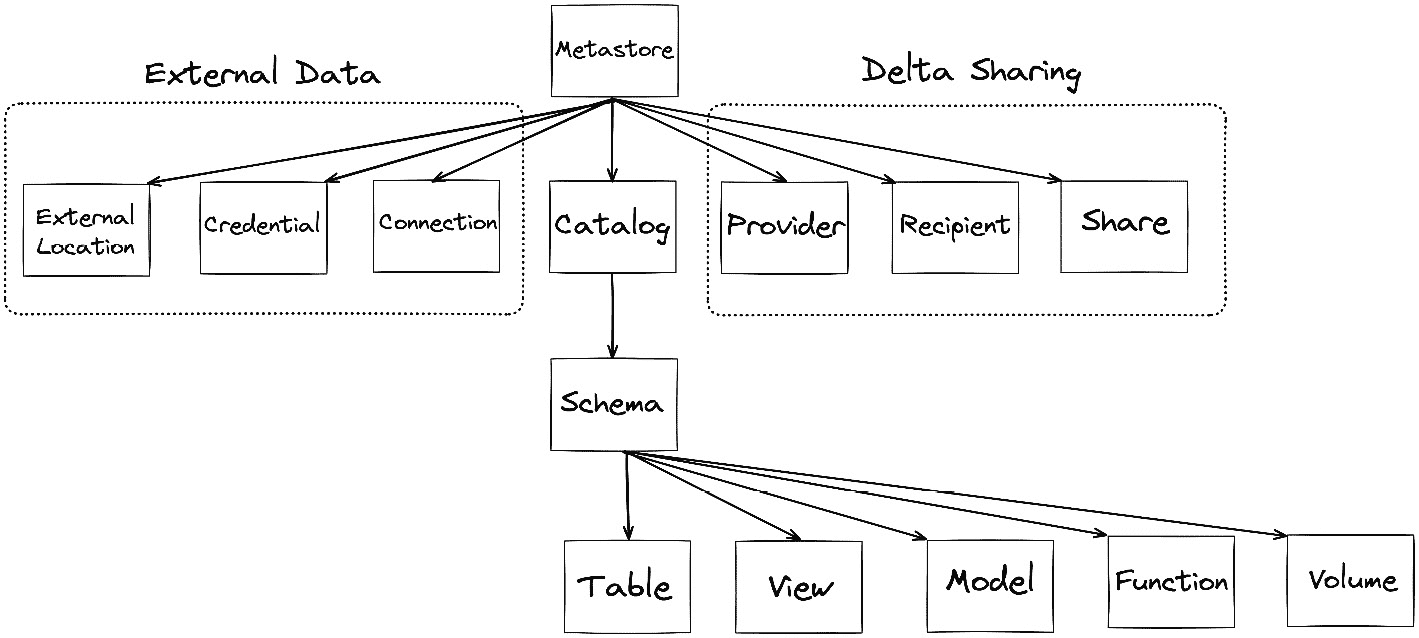 Metastore
External Data
Delta Sharing
External
Location
Credential
Connection
Catalog
Provider
Recipient
Share
Schema
Table
View
Model
Function
Volume